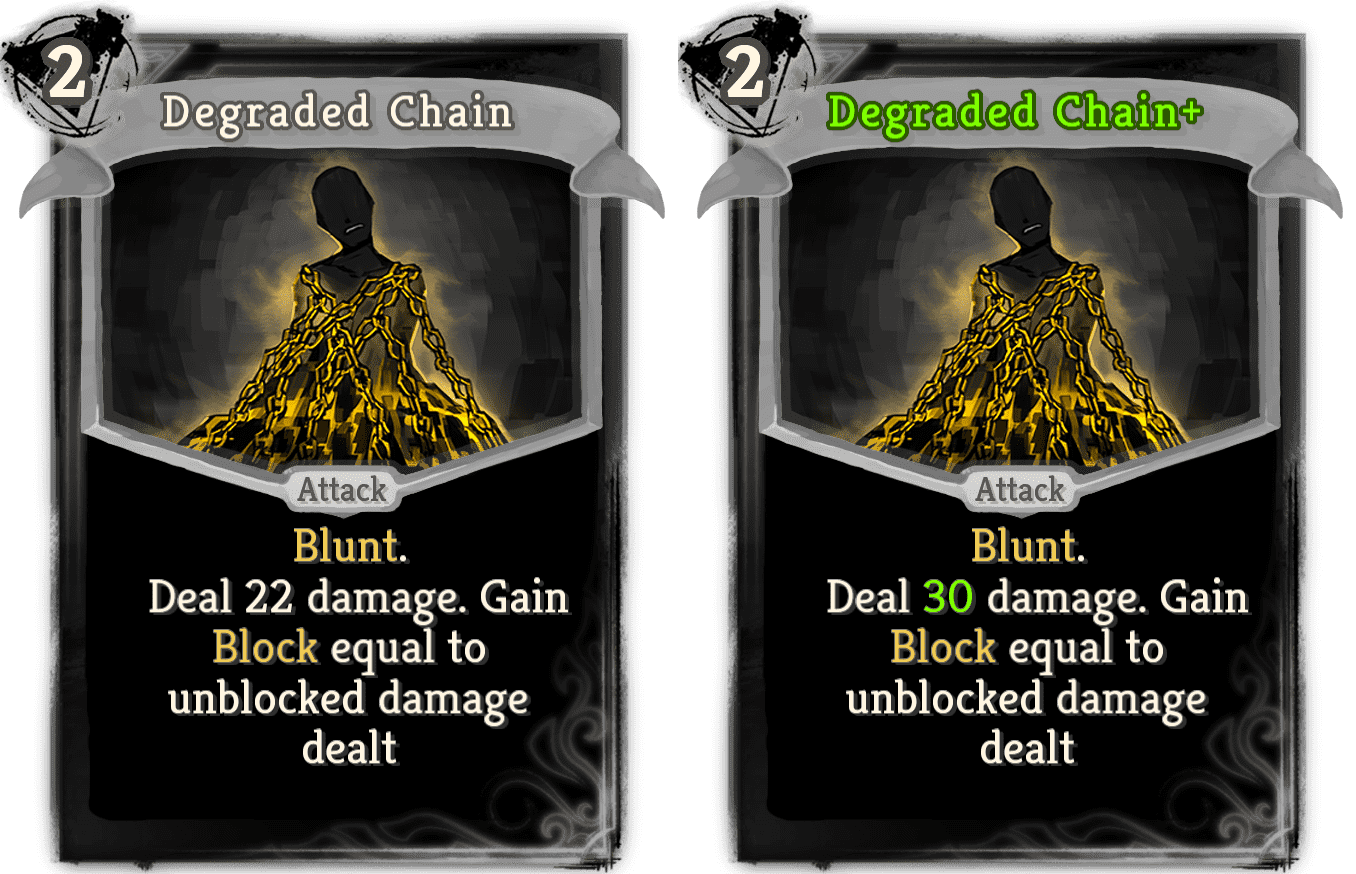 2
Degraded Chain
Attack
Blunt.
Deal 22 damage. Gain
Block equal to
unblocked damage
dealt
2
Degraded Chain+
Attack
Blunt.
Deal 30 damage. Gain
Block equal to
unblocked damage
dealt